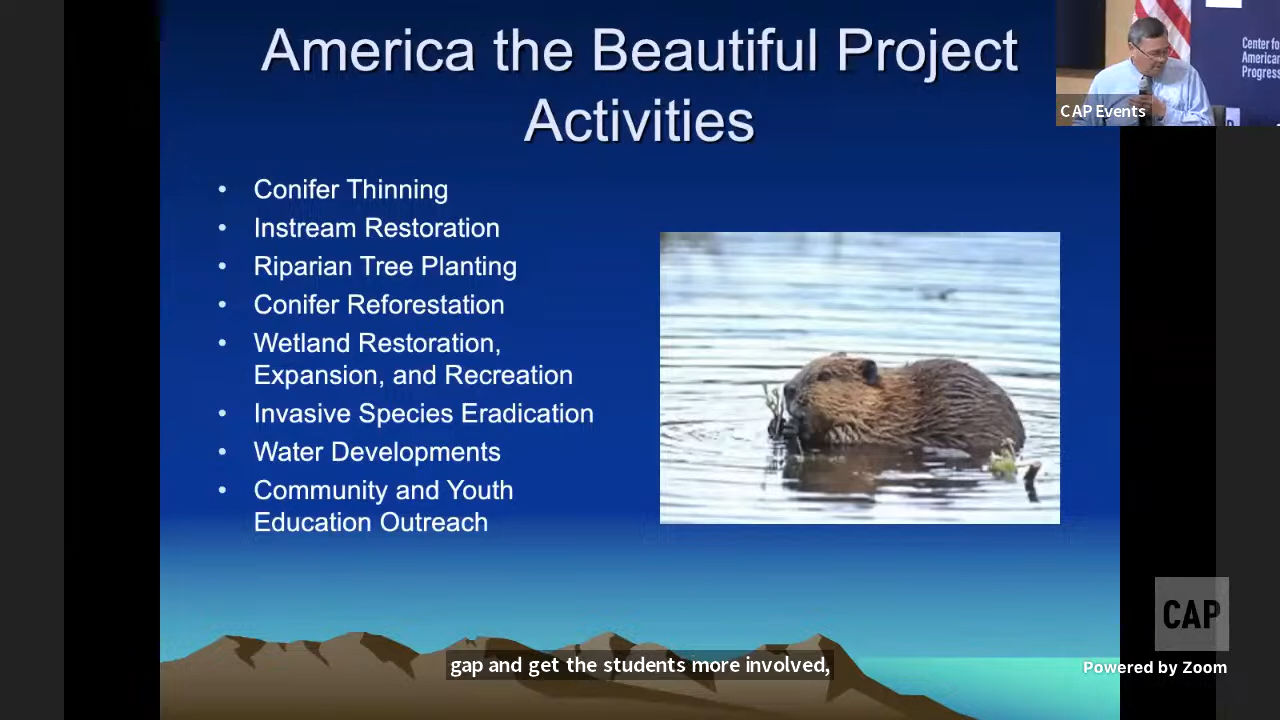 America the Beautiful Project
Activities
Center fo
American
Progress
CAP Events
• Conifer Thinning
• Instream Restoration
• Riparian Tree Planting
• Conifer Reforestation
• Wetland Restoration,
Expansion, and Recreation
• Invasive Species Eradication
• Water Developments
• Community and Youth
Education Outreach
CAP
gap and get the students more involved,
Powered by Zoom